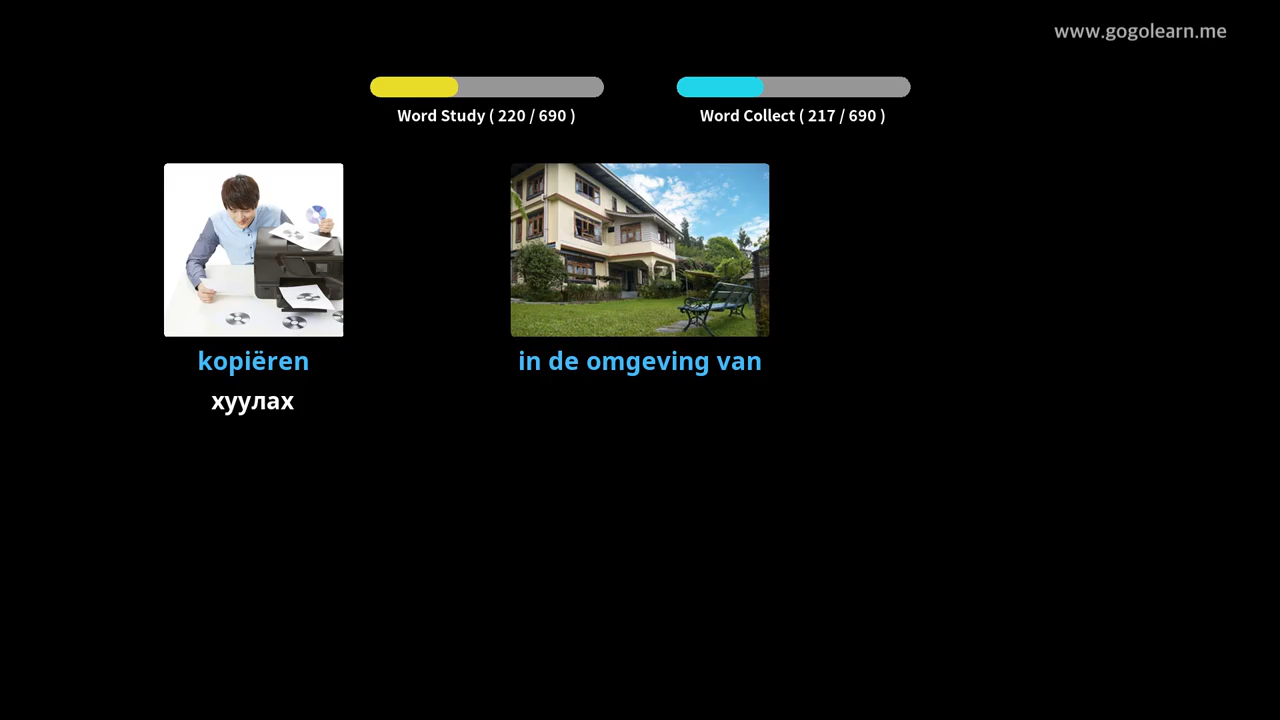 www.gogolearn.me
Word Study ( 220 / 690 )
Word Collect ( 217 / 690 )
kopiëren
in de omgeving van
хуулах